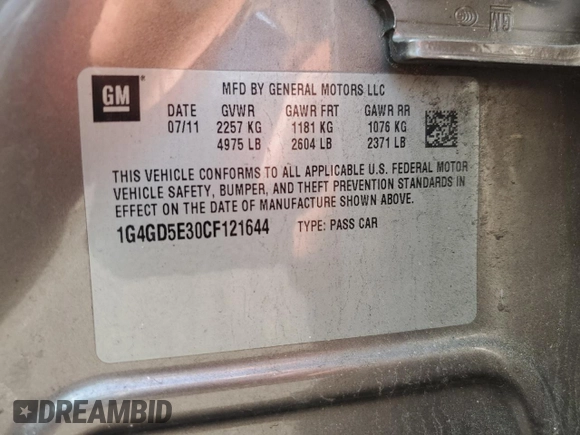 GM
MFD BY GENERAL MOTORS LLC
DATE GVWR GAWR FRT GAWR RR
07/11 2257 KG 1181 KG 1076 KG
4975 LB 2604 LB 2371 LB
THIS VEHICLE CONFORMS TO ALL APPLICABLE U.S. FEDERAL MOTOR
VEHICLE SAFETY, BUMPER, AND THEFT PREVENTION STANDARDS IN
EFFECT ON THE DATE OF MANUFACTURE SHOWN ABOVE.
1G4GD5E30CF121644 TYPE: PASS CAR
DREAMBID